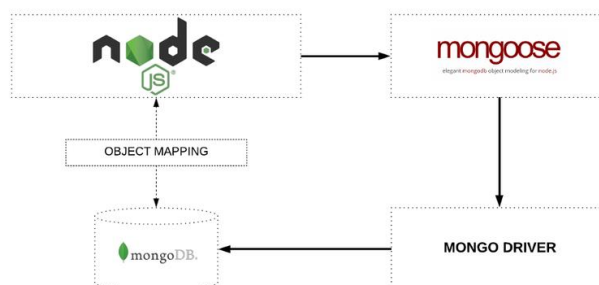 node
JS
mongoose
elegant mongodb object modeling for node.js
OBJECT MAPPING
mongoDB.
MONGO DRIVER